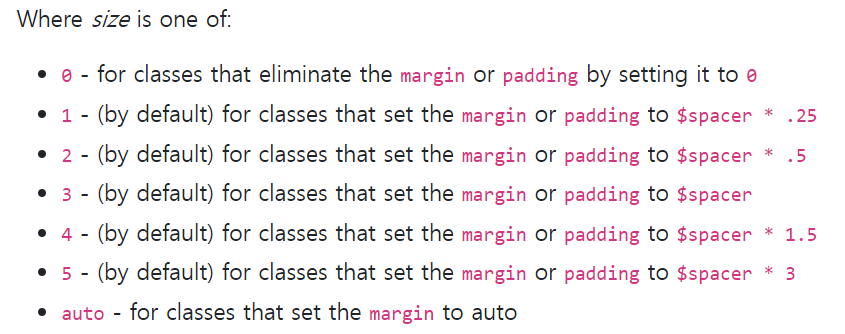 Where size is one of:
• 0 - for classes that eliminate the margin or padding by setting it to 0
• 1 - (by default) for classes that set the margin or padding to $spacer * .25
• 2 - (by default) for classes that set the margin or padding to $spacer * .5
• 3 - (by default) for classes that set the margin or padding to $spacer
• 4 - (by default) for classes that set the margin or padding to $spacer * 1.5
• 5 - (by default) for classes that set the margin or padding to $spacer * 3
• auto - for classes that set the margin to auto